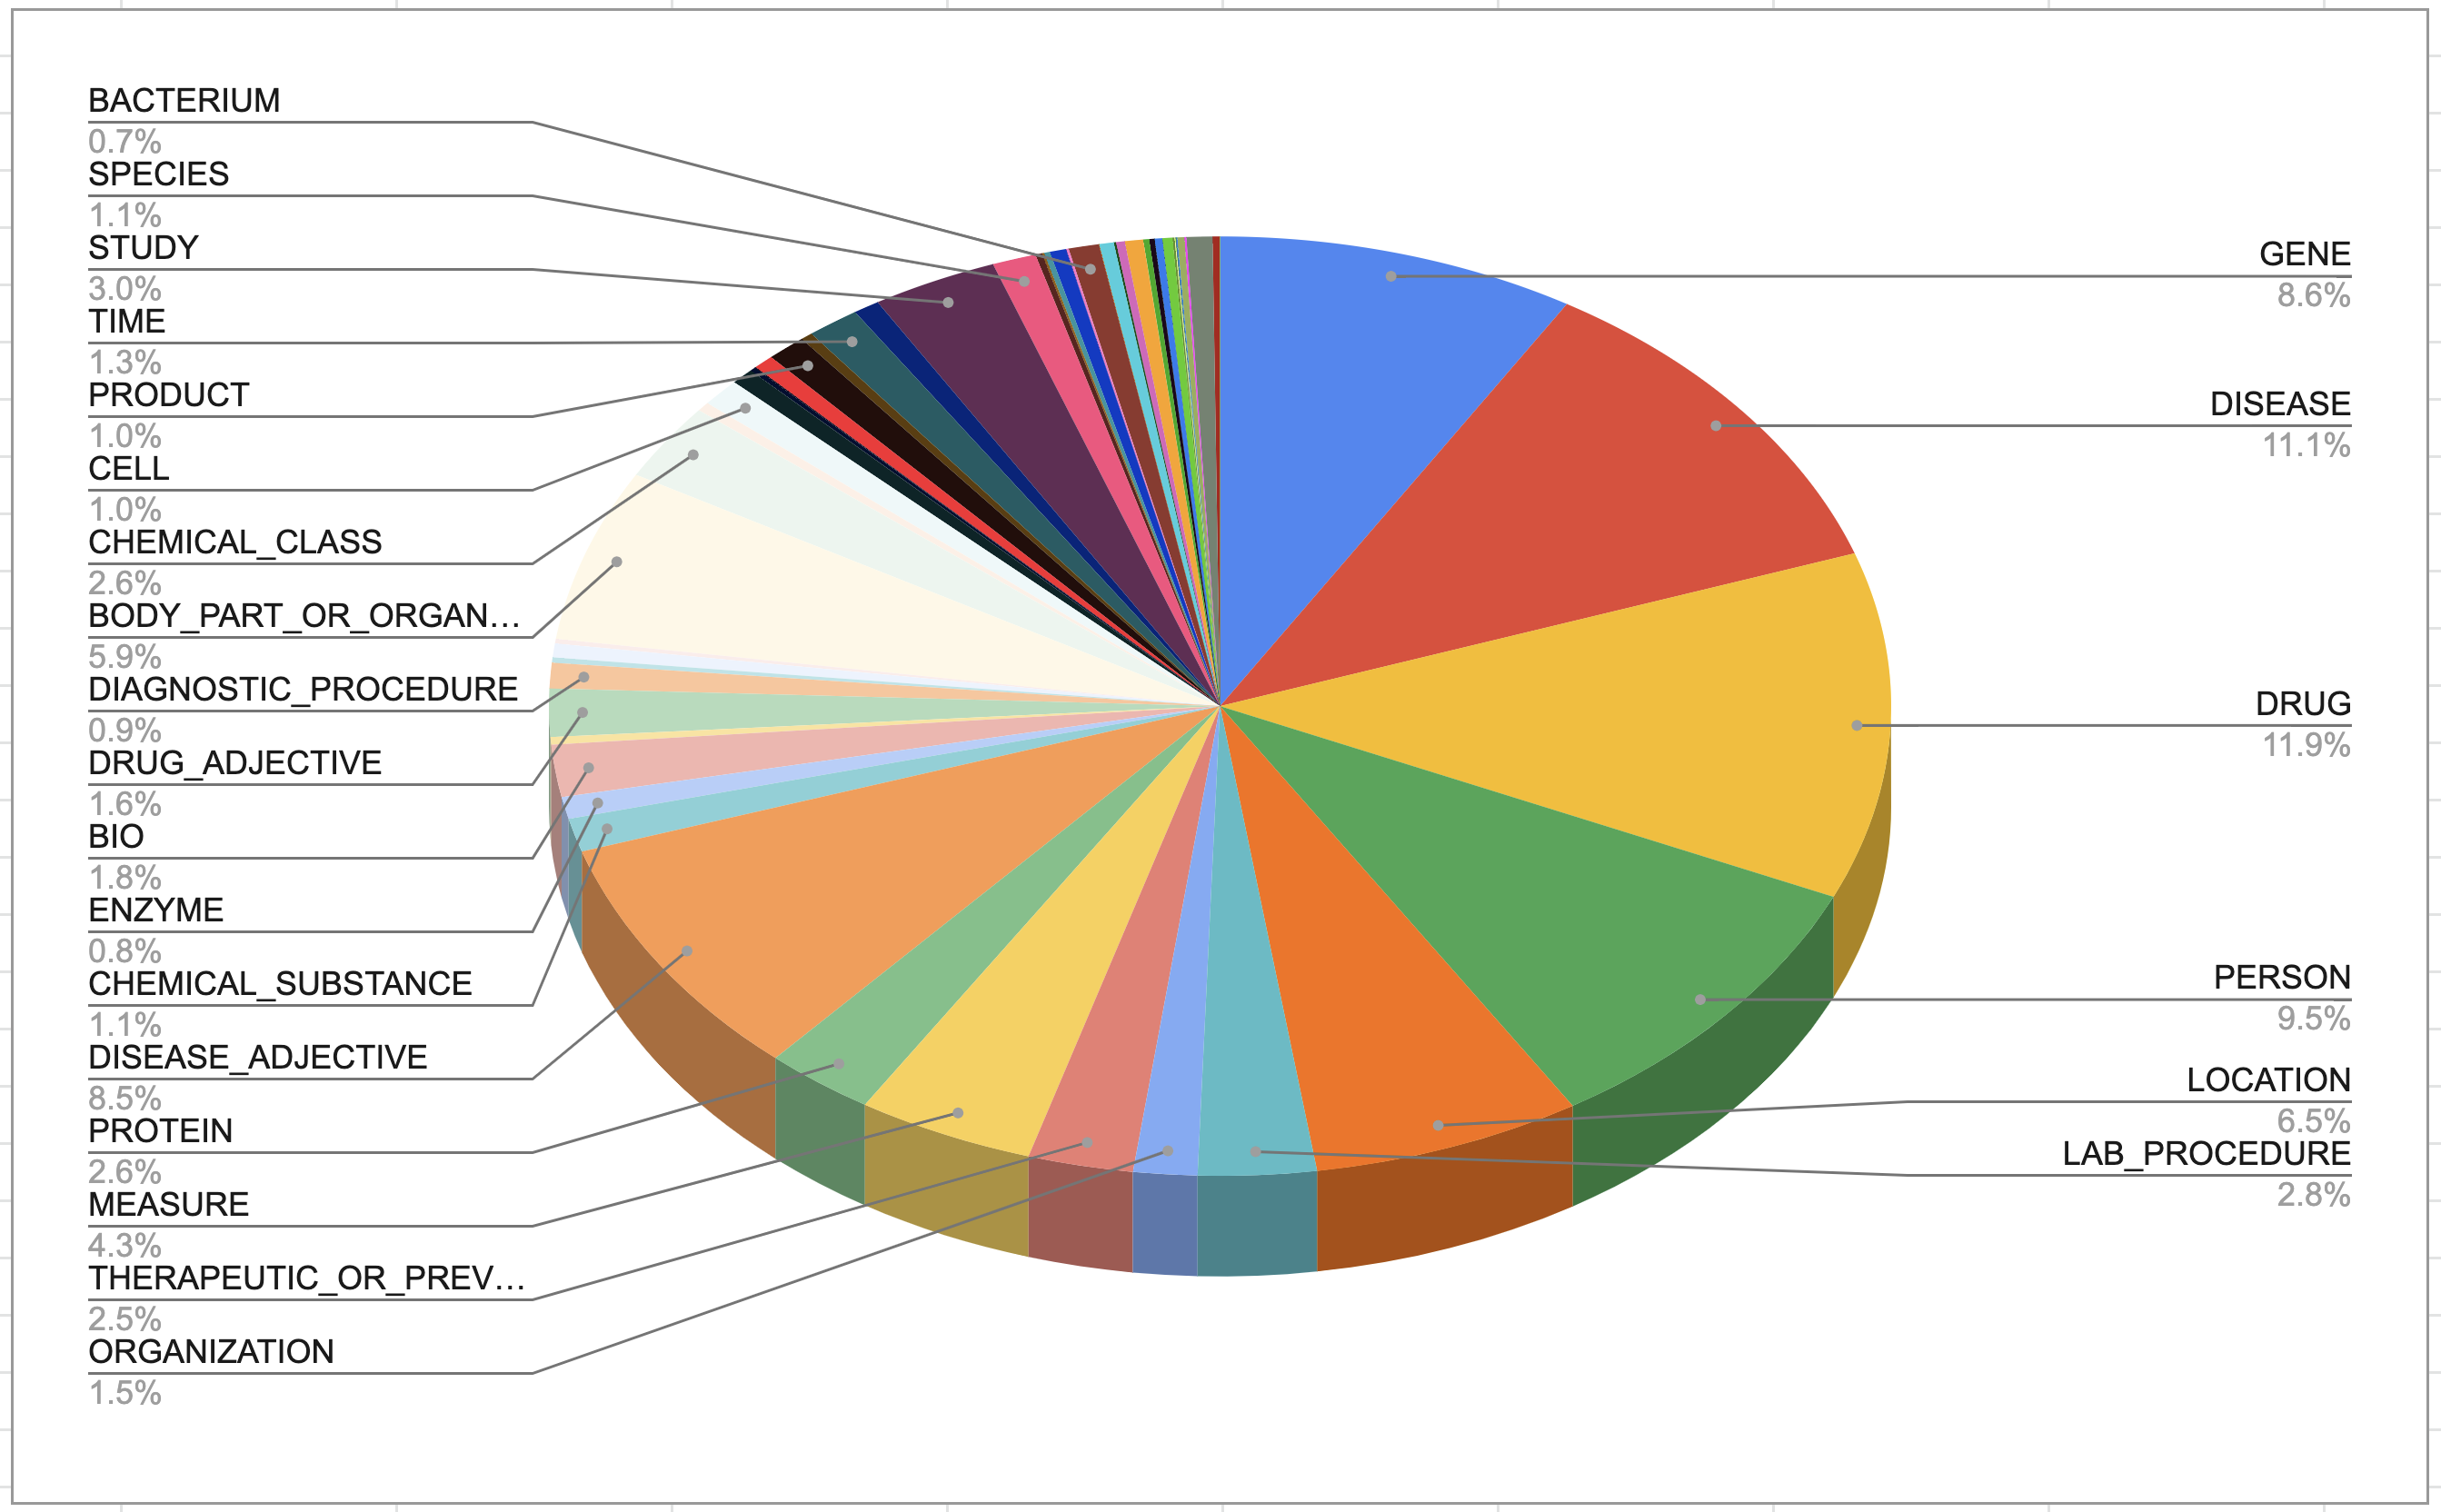 BACTERIUM
0.7%
SPECIES
1.1%
STUDY
3.0%
TIME
1.3%
PRODUCT
1.0%
CELL
1.0%
CHEMICAL_CLASS
2.6%
BODY_PART_OR_ORGAN…
5.9%
DIAGNOSTIC_PROCEDURE
0.9%
DRUG_ADJECTIVE
1.6%
BIO
1.8%
ENZYME
0.8%
CHEMICAL_SUBSTANCE
1.1%
DISEASE_ADJECTIVE
8.5%
PROTEIN
2.6%
MEASURE
4.3%
THERAPEUTIC_OR_PREV…
2.5%
ORGANIZATION
1.5%
GENE
8.6%
DISEASE
11.1%
DRUG
11.9%
PERSON
9.5%
LOCATION
6.5%
LAB_PROCEDURE
2.8%